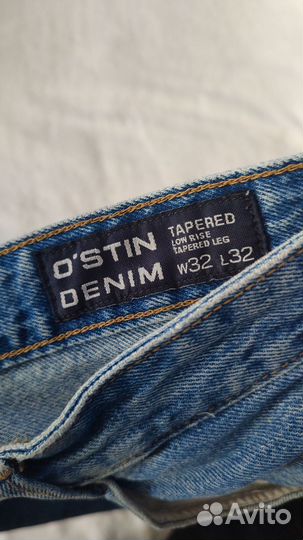 O'STIN
DENIM
TAPERED
LOW RISE
TAPERED LEG
W32 L32
Avito